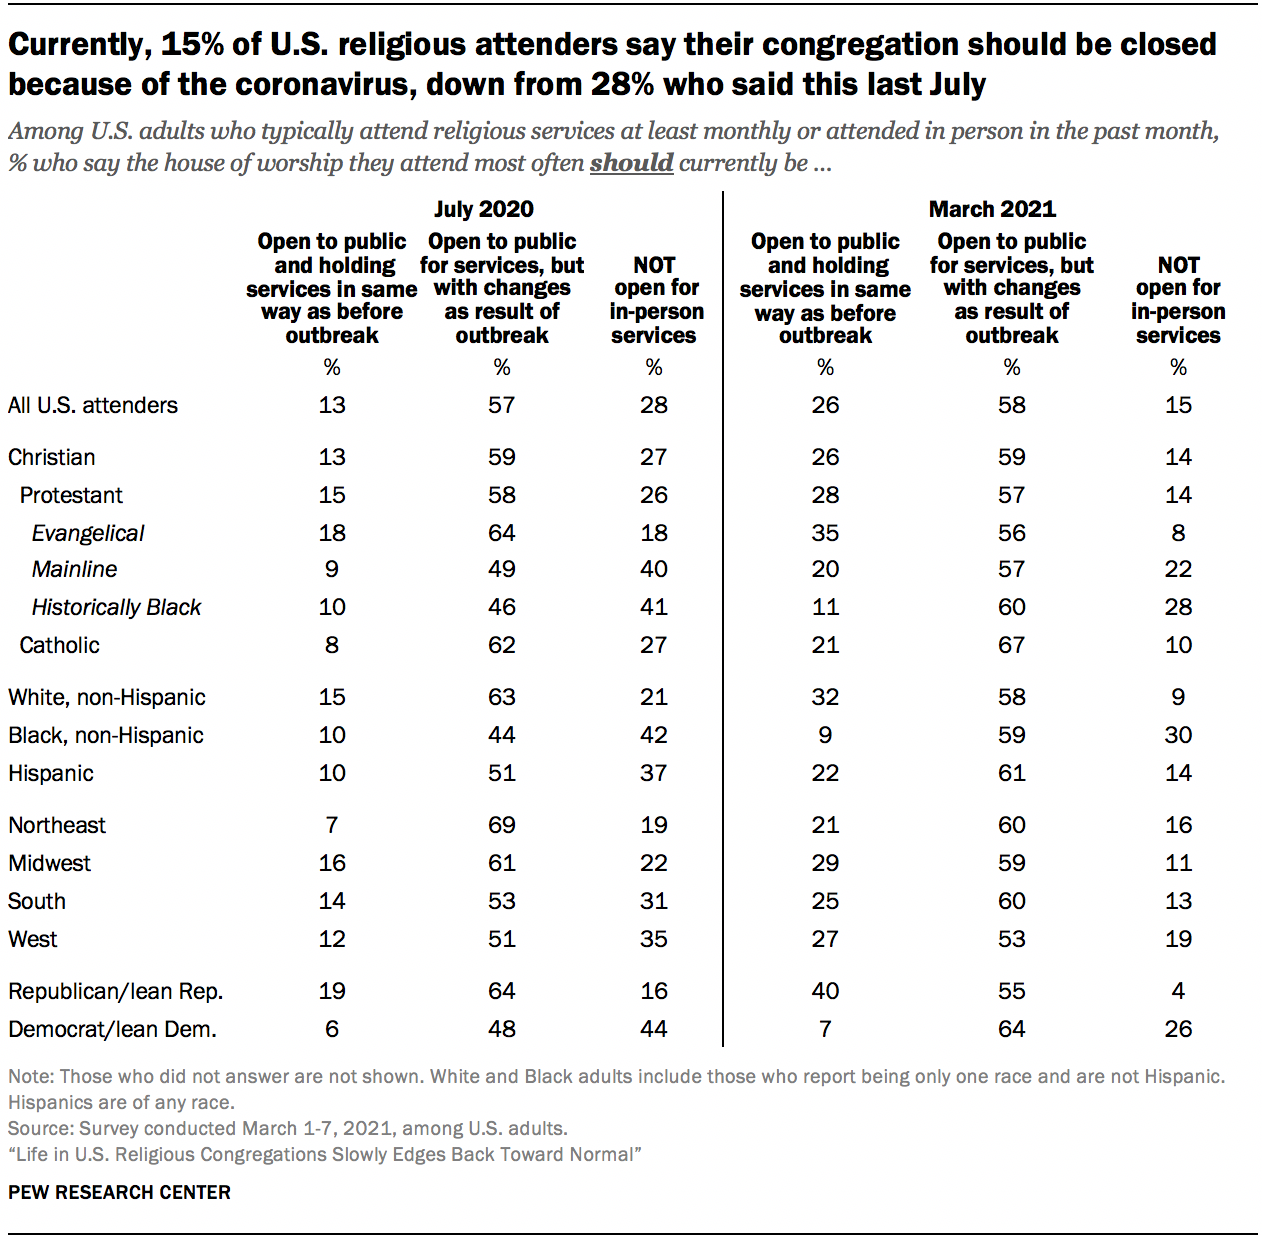 Currently, 15% of U.S. religious attenders say their congregation should be closed
because of the coronavirus, down from 28% who said this last July
Among U.S. adults who typically attend religious services at least monthly or attended in person in the past month,
% who say the house of worship they attend most often should currently be ...
July 2020 March 2021
Open to public Open to public Open to public Open to public
and holding for services, but NOT and holding for services, but NOT
services in same with changes open for services in same with changes open for
way as before as result of in-person way as before as result of in-person
outbreak outbreak services outbreak outbreak services
% % % % % %
All U.S. attenders 13 57 28 26 58 15
Christian 13 59 27 26 59 14
Protestant 15 58 26 28 57 14
Evangelical 18 64 18 35 56 8
Mainline 9 49 40 20 57 22
Historically Black 10 46 41 11 60 28
Catholic 8 62 27 21 67 10
White, non-Hispanic 15 63 21 32 58 9
Black, non-Hispanic 10 44 42 9 59 30
Hispanic 10 51 37 22 61 14
Northeast 7 69 19 21 60 16
Midwest 16 61 22 29 59 11
South 14 53 31 25 60 13
West 12 51 35 27 53 19
Republican/lean Rep. 19 64 16 40 55 4
Democrat/lean Dem. 6 48 44 7 64 26
Note: Those who did not answer are not shown. White and Black adults include those who report being only one race and are not Hispanic.
Hispanics are of any race.
Source: Survey conducted March 1-7, 2021, among U.S. adults.
“Life in U.S. Religious Congregations Slowly Edges Back Toward Normal”
PEW RESEARCH CENTER